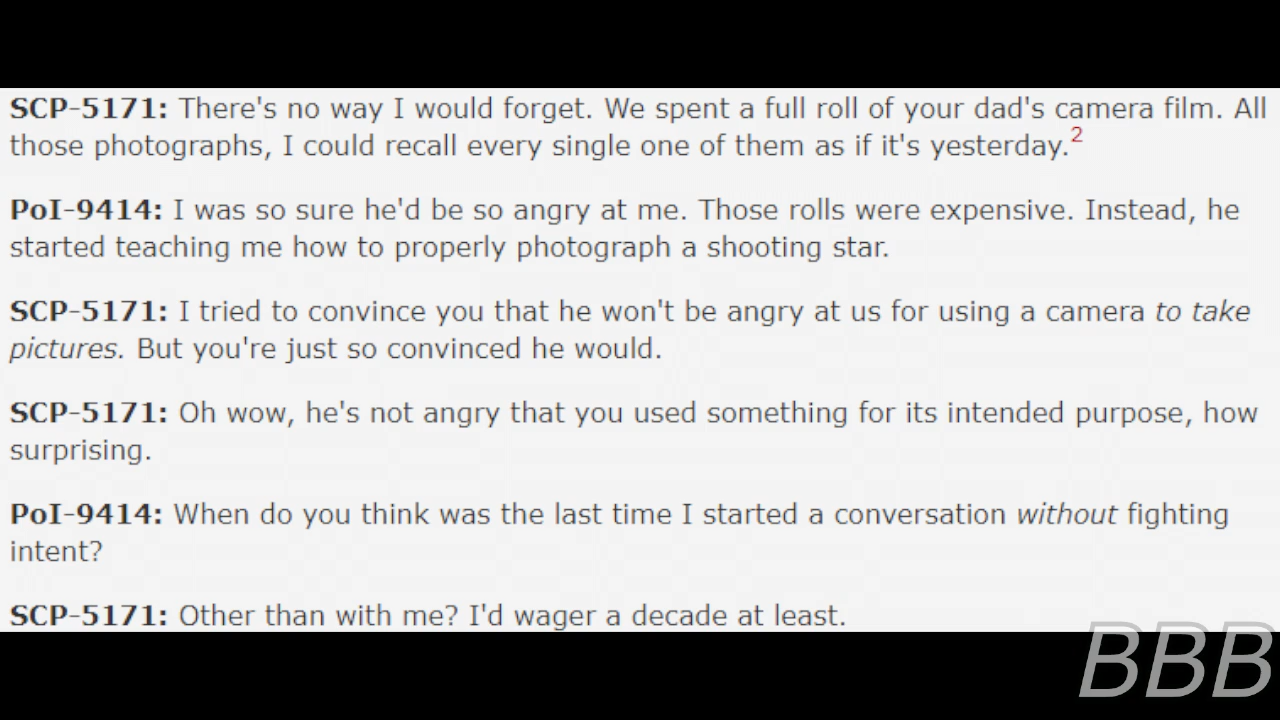 SCP-5171: There's no way I would forget. We spent a full roll of your dad's camera film. All
those photographs, I could recall every single one of them as if it's yesterday.2
PoI-9414: I was so sure he'd be so angry at me. Those rolls were expensive. Instead, he
started teaching me how to properly photograph a shooting star.
SCP-5171: I tried to convince you that he won't be angry at us for using a camera to take
pictures. But you're just so convinced he would.
SCP-5171: Oh wow, he's not angry that you used something for its intended purpose, how
surprising.
PoI-9414: When do you think was the last time I started a conversation without fighting
intent?
SCP-5171: Other than with me? I'd wager a decade at least.
BBB